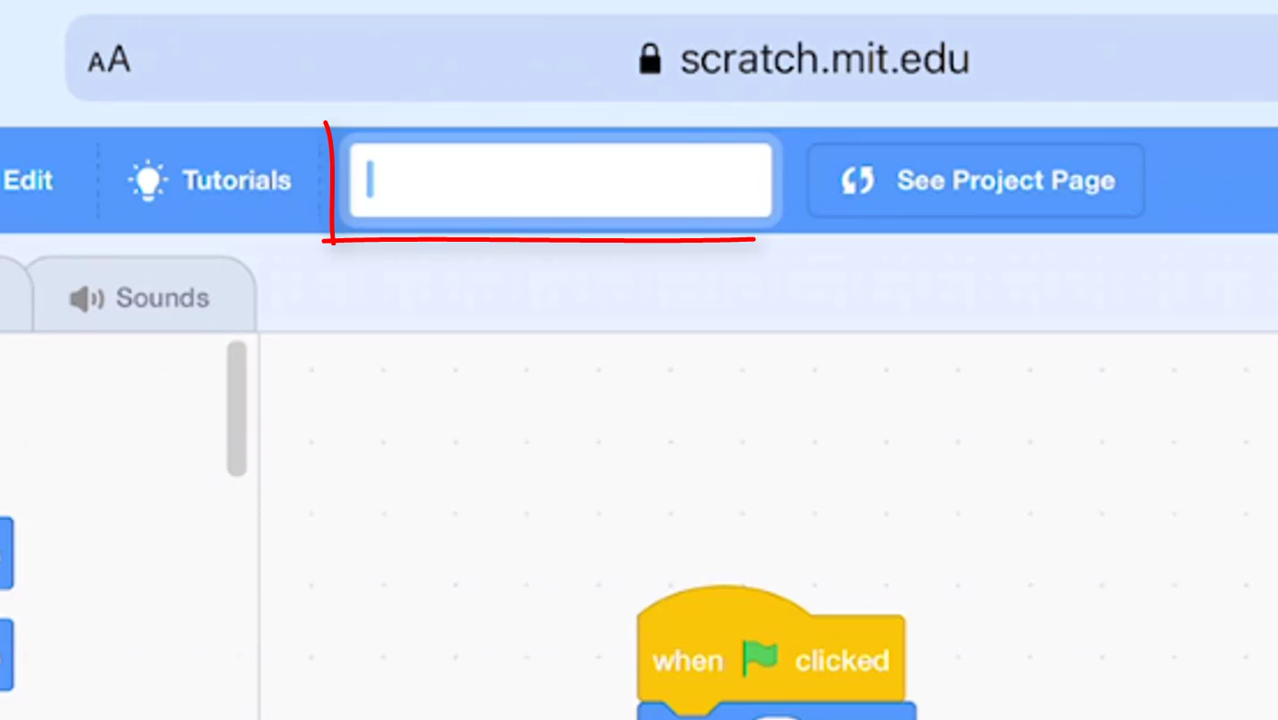 AA scratch.mit.edu
Edit Tutorials See Project Page
Sounds
when clicked